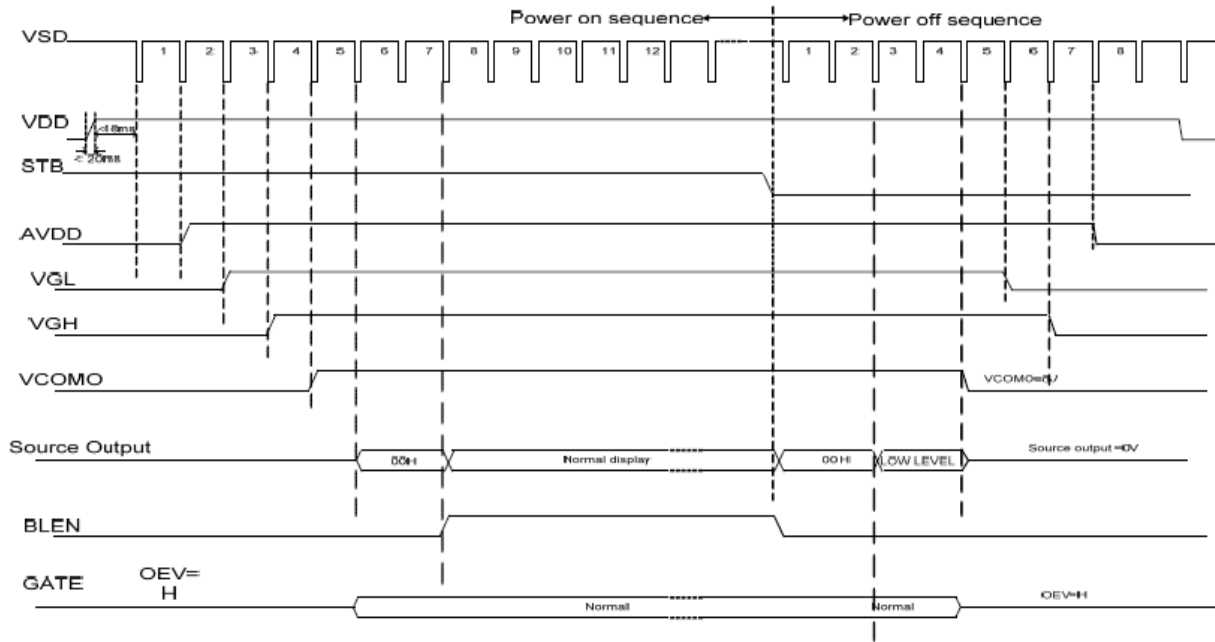 Power on sequence
Power off sequence
VSD
1 2 3 4 5 6 7 8 9 10 11 12 1 2 3 4 5 6 7 8
VDD
<18ms
< 20ms
STB
AVDD
VGL
VGH
VCOMO
Source Output
00H
Normal display
00H
LOW LEVEL
Source output =0V
BLEN
GATE
OEV=
H
Normal
Normal
OEV=H